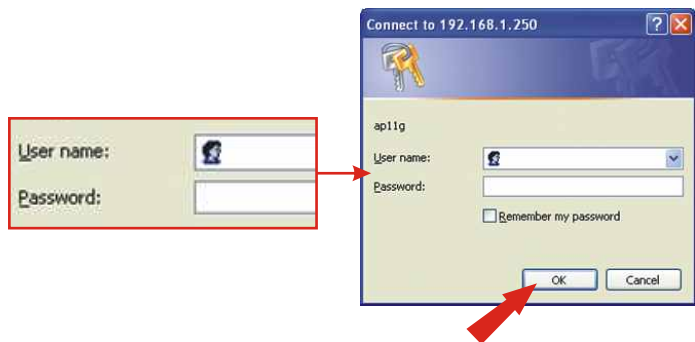 User name:
Password:
Connect to 192.168.1.250
ap11g
User name:
Password:
Remember my password
OK Cancel